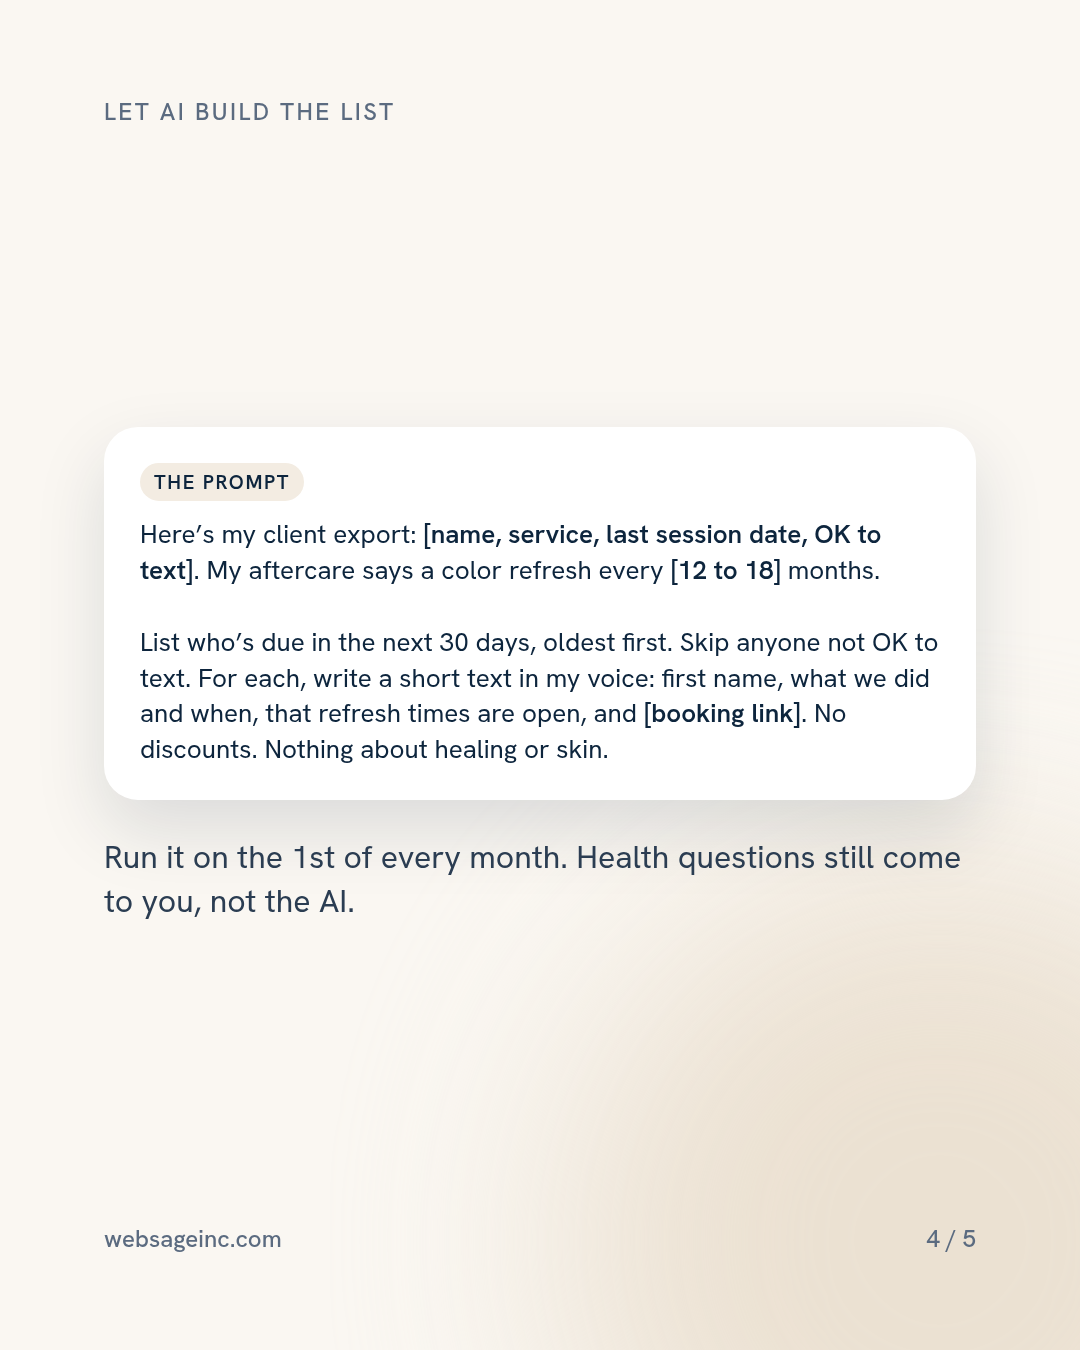 LET AI BUILD THE LIST
THE PROMPT
Here’s my client export: [name, service, last session date, OK to
text]. My aftercare says a color refresh every [12 to 18] months.
List who’s due in the next 30 days, oldest first. Skip anyone not OK to
text. For each, write a short text in my voice: first name, what we did
and when, that refresh times are open, and [booking link]. No
discounts. Nothing about healing or skin.
Run it on the 1st of every month. Health questions still come
to you, not the AI.
websageinc.com
4 / 5